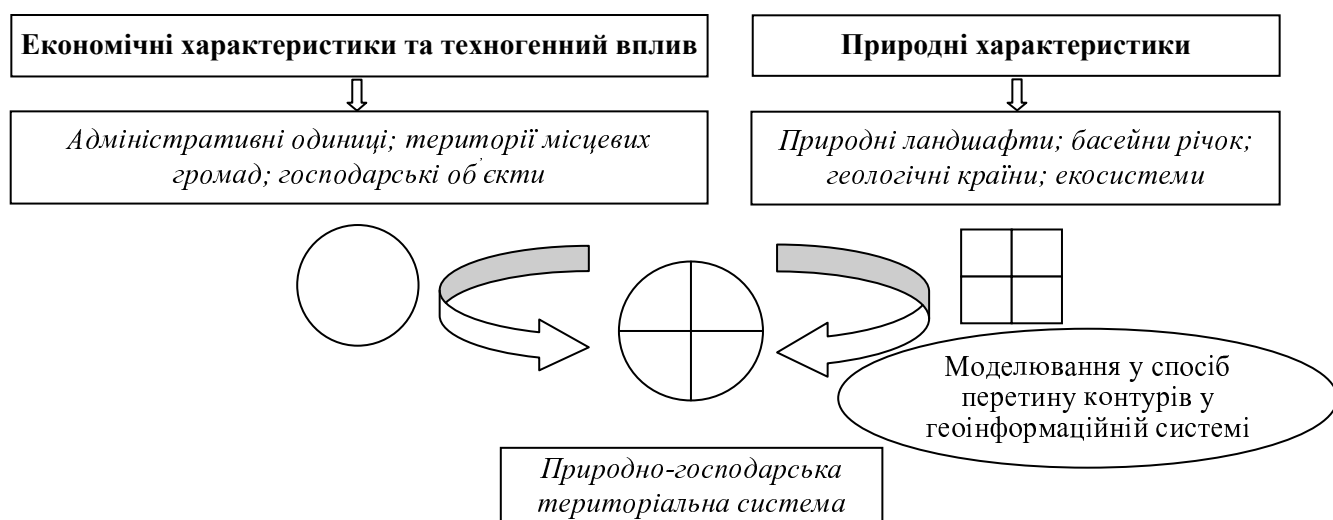 Економічні характеристики та техногенний вплив
Природні характеристики
Адміністративні одиниці; території місцевих
громад; господарські об'єкти
Природні ландшафти; басейни річок;
геологічні країни; екосистеми
Моделювання у спосіб
перетину контурів у
геоінформаційній системі
Природно-господарська
територіальна система